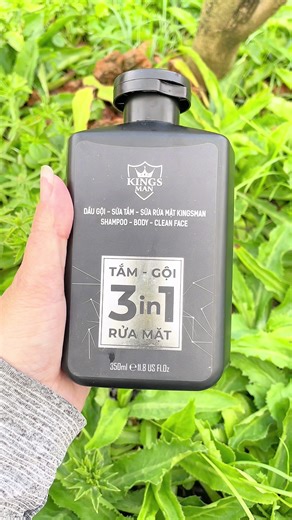 KINGS
MAN
DẦU GỘI - SỮA TẮM - SỮA RỬA MẶT KINGSMAN
SHAMPOO - BODY - CLEAN FACE
TẮM - GỘI
3in1
RỬA MẶT
350ml ℮ 11.8 US FL.Oz